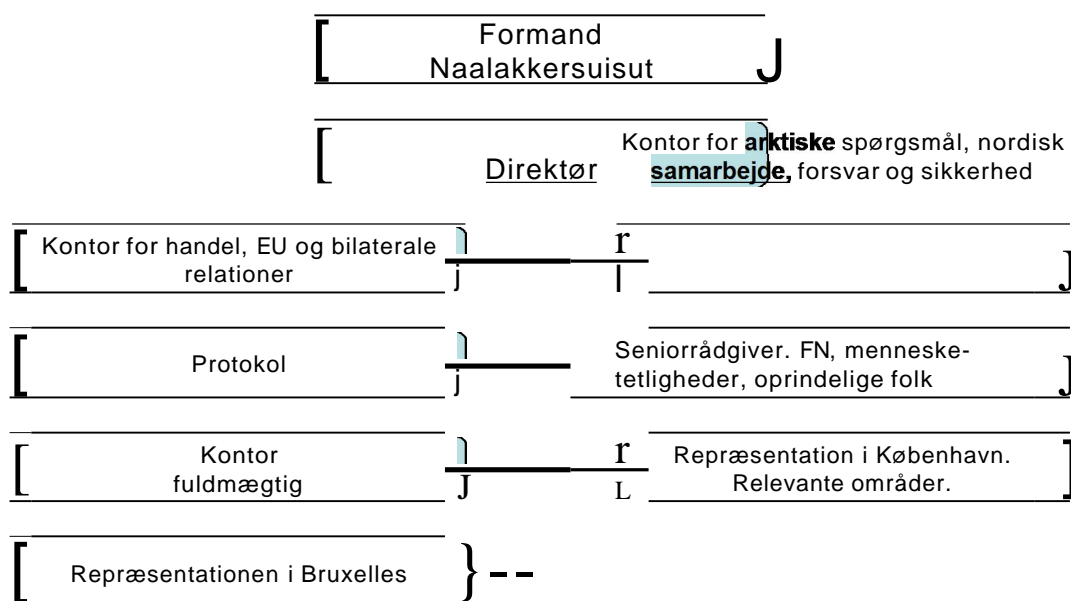 Formand
Naalakkersuisut
Direktør
Kontor for arktiske spørgsmål, nordisk
samarbejde, forsvar og sikkerhed
Kontor for handel, EU og bilaterale
relationer
Protokol
Seniorrådgiver. FN, menneske-
tetligheder, oprindelige folk
Kontor
fuldmægtig
Repræsentation i København.
Relevante områder.
Repræsentationen i Bruxelles